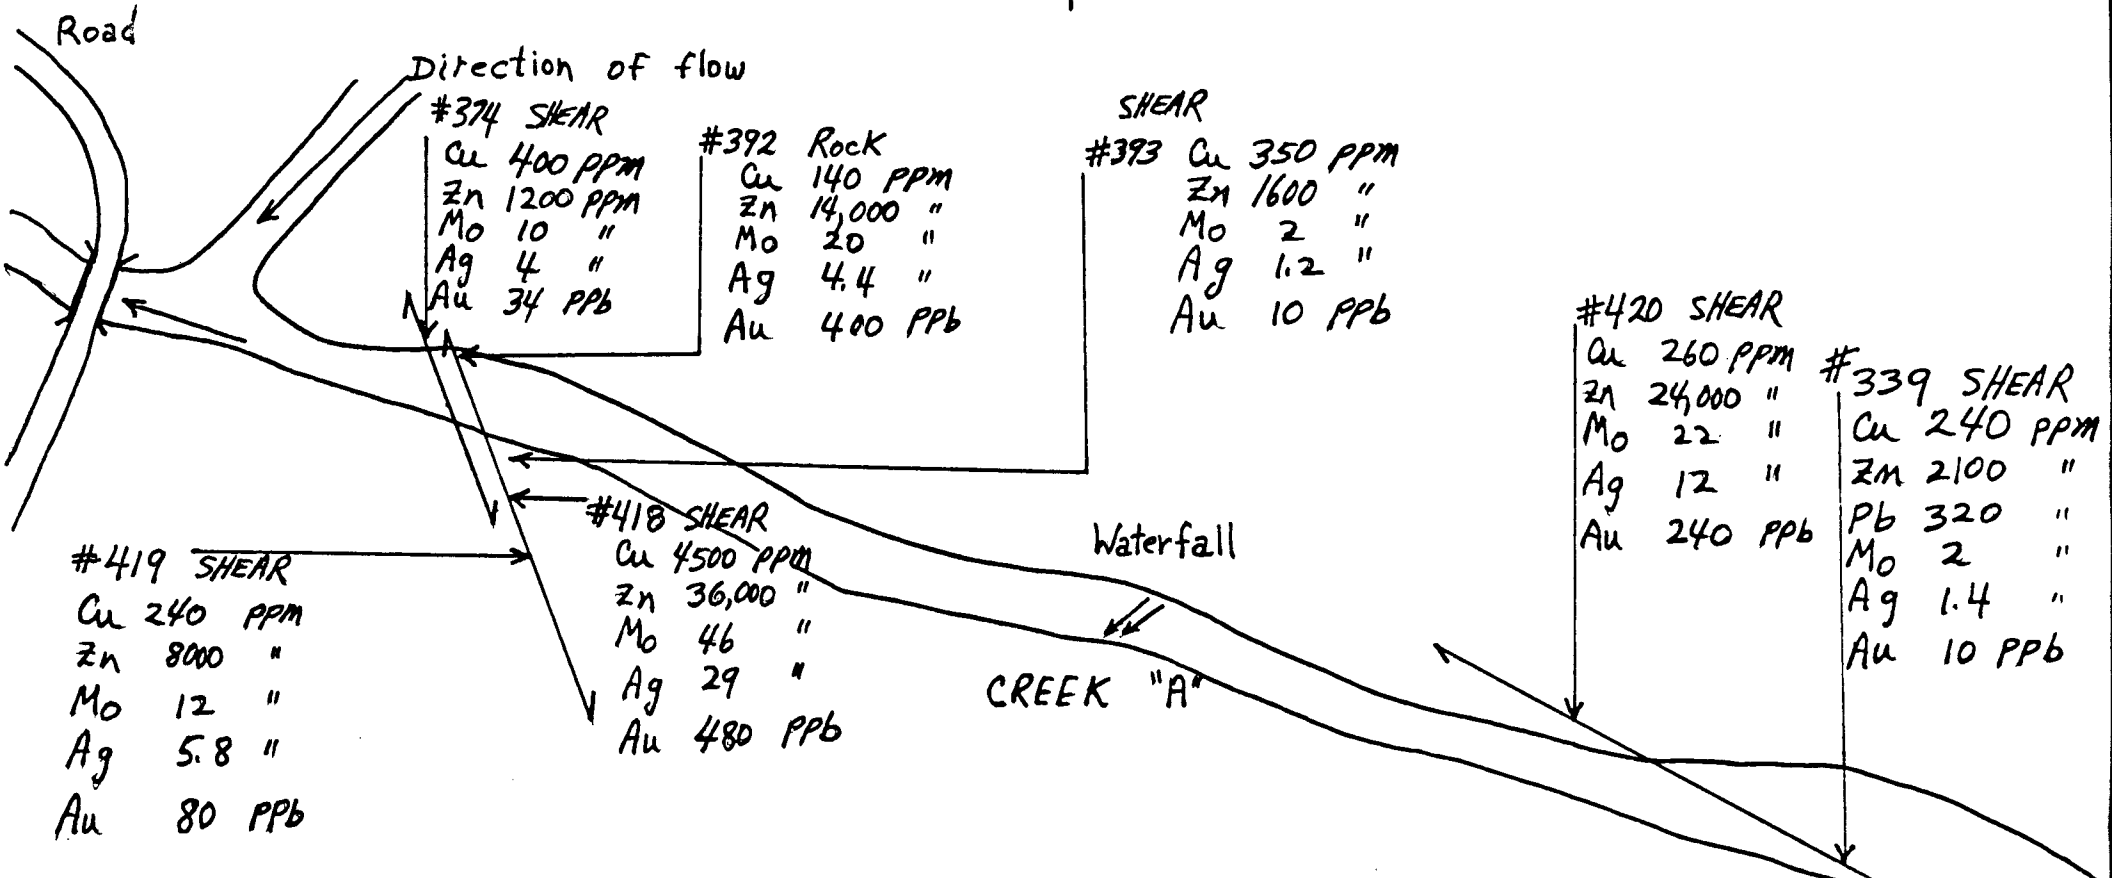 Road
Direction of flow
#374 SHEAR
Cu 400 PPm
Zn 1200 PPm
Mo 10 "
Ag 4 "
Au 34 PPb
#392 Rock
Cu 140 PPm
Zn 14,000 "
Mo 20 "
Ag 4.4 "
Au 400 PPb
SHEAR
#393 Cu 350 PPm
Zn 1600 "
Mo 2 "
Ag 1.2 "
Au 10 PPb
#420 SHEAR
Cu 260 PPm
Zn 24,000 "
Mo 22 "
Ag 12 "
Au 240 PPb
#339 SHEAR
Cu 240 PPm
Zn 2100 "
Pb 320 "
Mo 2 "
Ag 1.4 "
Au 10 PPb
#419 SHEAR
Cu 240 PPm
Zn 8000 "
Mo 12 "
Ag 5.8 "
Au 80 PPb
#418 SHEAR
Cu 4500 PPm
Zn 36,000 "
Mo 46 "
Ag 29 "
Au 480 PPb
Waterfall
CREEK "A"